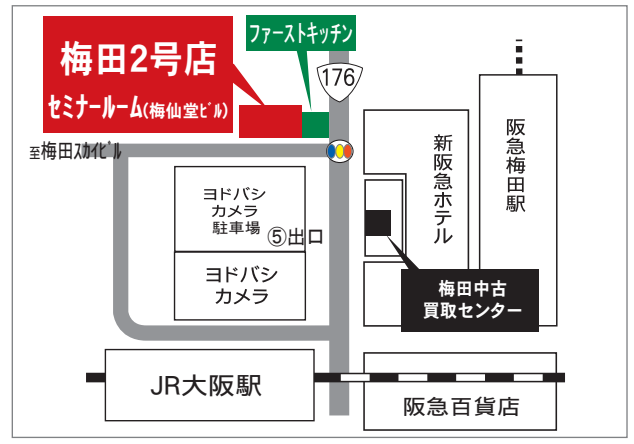 梅田2号店
セミナールーム(梅仙堂ビル)
ファーストキッチン
176
至梅田スカイビル
ヨドバシ
カメラ
駐車場
⑤出口
ヨドバシ
カメラ
新阪急ホテル
阪急梅田駅
梅田中古
買取センター
JR大阪駅
阪急百貨店